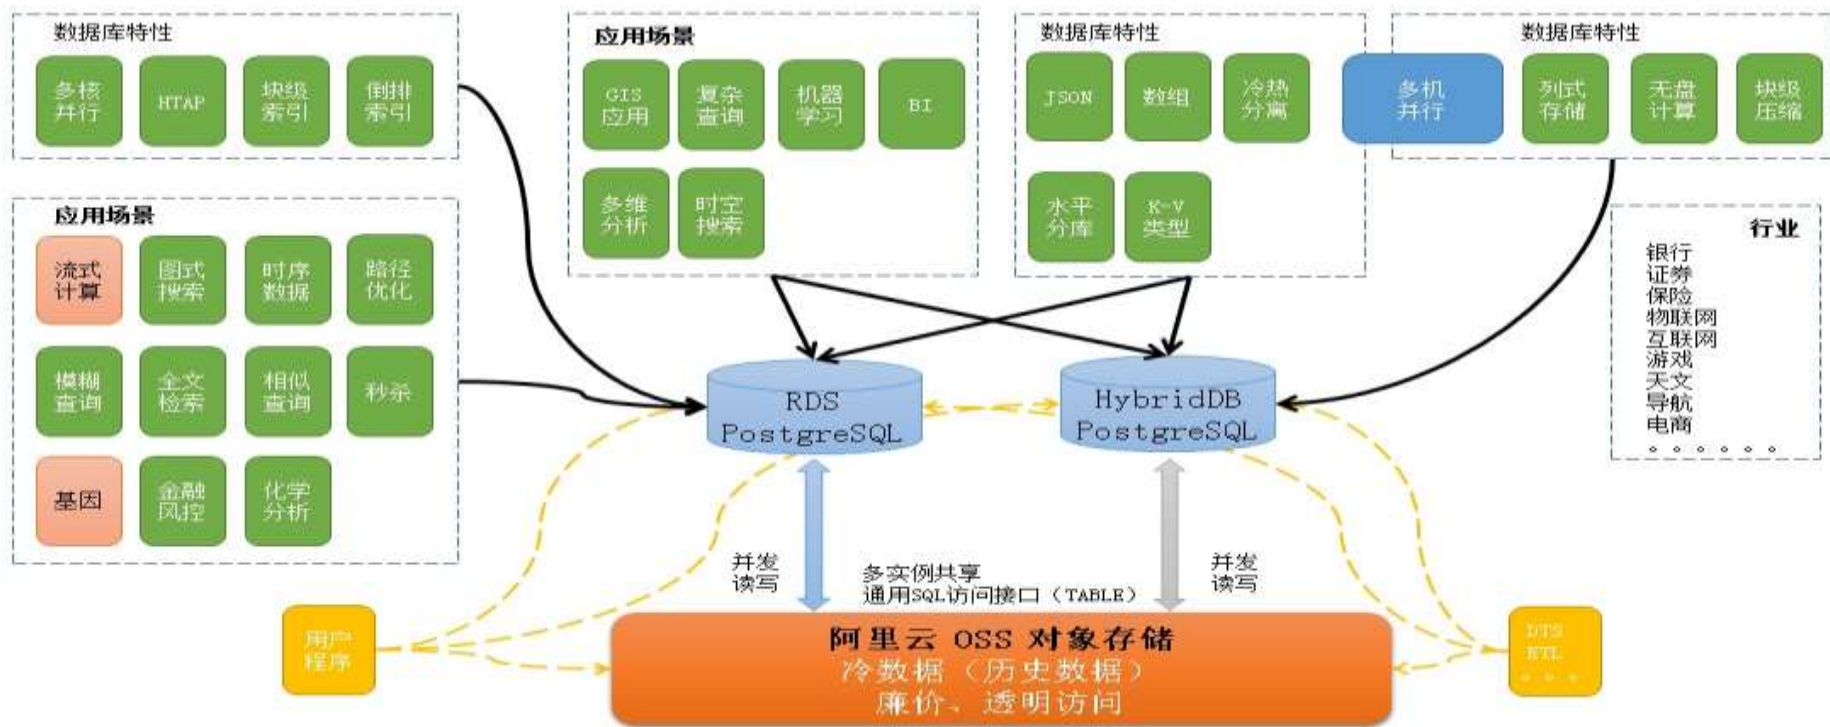 数据库特性
多核
并行
HTAP
块级
索引
倒排
索引
应用场景
流式
计算
图式
搜索
时序
数据
路径
优化
模糊
查询
全文
检索
相似
查询
秒杀
基因
金融
风控
化学
分析
应用场景
GIS
应用
复杂
查询
机器
学习
BI
多维
分析
时空
搜索
数据库特性
JSON
数组
冷热
分离
水平
分库
K-V
类型
数据库特性
多机
并行
列式
存储
无盘
计算
块级
压缩
行业
银行
证券
保险
物联网
互联网
游戏
天文
导航
电商
。。。。。。
RDS
PostgreSQL
HybridDB
PostgreSQL
并发
读写
多实例共享
通用SQL访问接口（TABLE）
并发
读写
用户
程序
阿里云 OSS 对象存储
冷数据（历史数据）
廉价、透明访问
DTS
ETL
。。。